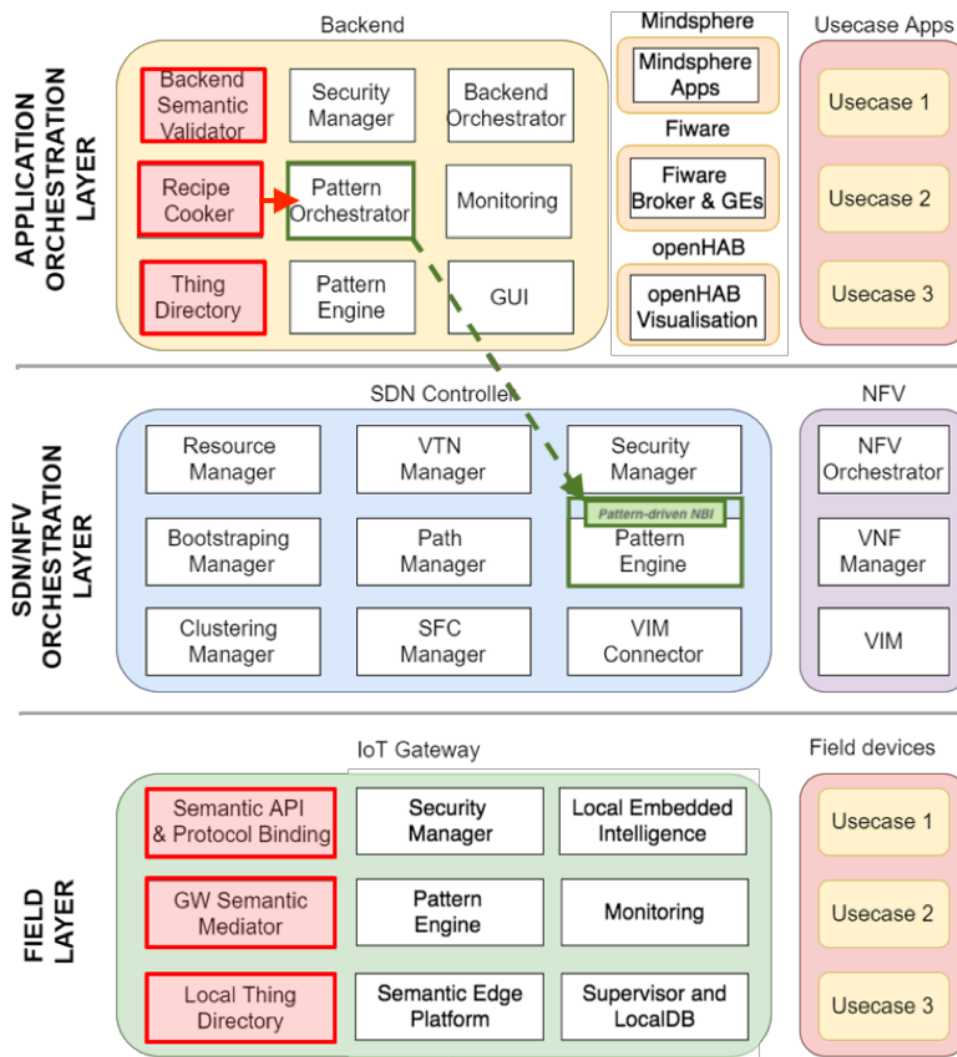 Backend
Mindsphere
Usecase Apps
APPLICATION
ORCHESTRATION
LAYER
Backend
Semantic
Validator
Security
Manager
Backend
Orchestrator
Mindsphere
Apps
Usecase 1
Fiware
Recipe
Cooker
Pattern
Orchestrator
Monitoring
Fiware
Broker & GEs
Usecase 2
openHAB
Thing
Directory
Pattern
Engine
GUI
openHAB
Visualisation
Usecase 3
SDN Controller
NFV
SDN/NFV
ORCHESTRATION
LAYER
Resource
Manager
VTN
Manager
Security
Manager
NFV
Orchestrator
Pattern-driven NBI
Bootstraping
Manager
Path
Manager
Pattern
Engine
VNF
Manager
Clustering
Manager
SFC
Manager
VIM
Connector
VIM
IoT Gateway
Field devices
FIELD
LAYER
Semantic API
& Protocol Binding
Security
Manager
Local Embedded
Intelligence
Usecase 1
GW Semantic
Mediator
Pattern
Engine
Monitoring
Usecase 2
Local Thing
Directory
Semantic Edge
Platform
Supervisor and
LocalDB
Usecase 3